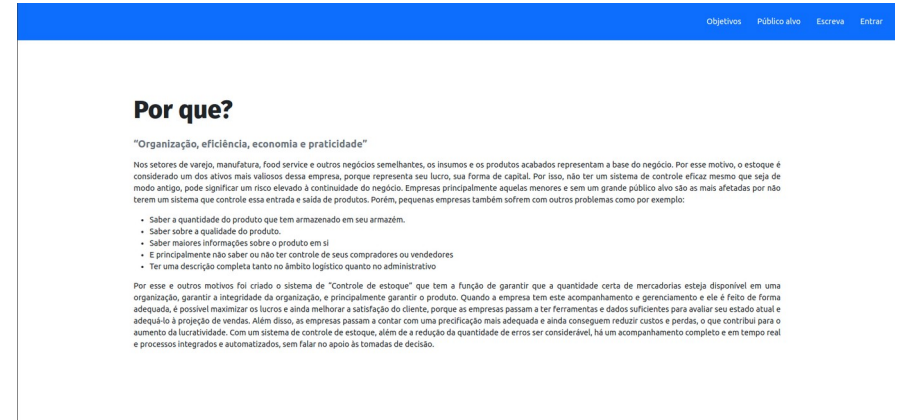 Objetivos Público alvo Escreva Entrar
Por que?
“Organização, eficiência, economia e praticidade”
Nos setores de varejo, manufatura, food service e outros negócios semelhantes, os insumos e os produtos acabados representam a base do negócio. Por esse motivo, o estoque é
considerado um dos ativos mais valiosos dessa empresa, porque representa seu lucro, sua forma de capital. Por isso, não ter um sistema de controle eficaz mesmo que seja de
modo antigo, pode significar um risco elevado à continuidade do negócio. Empresas principalmente aquelas menores e sem um grande público alvo são as mais afetadas por não
terem um sistema que controle essa entrada e saída de produtos. Porém, pequenas empresas também sofrem com outros problemas como por exemplo:
• Saber a quantidade do produto que tem armazenado em seu armazém.
• Saber sobre a qualidade do produto.
• Saber maiores informações sobre o produto em si
• E principalmente não saber ou não ter controle de seus compradores ou vendedores
• Ter uma descrição completa tanto no âmbito logístico quanto no administrativo
Por esse e outros motivos foi criado o sistema de “Controle de estoque” que tem a função de garantir que a quantidade certa de mercadorias esteja disponível em uma
organização, garantir a integridade da organização, e principalmente garantir o produto. Quando a empresa tem este acompanhamento e gerenciamento e ele é feito de forma
adequada, é possível maximizar os lucros e ainda melhorar a satisfação do cliente, porque as empresas passam a ter ferramentas e dados suficientes para avaliar seu estado atual e
adequá-lo à projeção de vendas. Além disso, as empresas passam a contar com uma precificação mais adequada e ainda conseguem reduzir custos e perdas, o que contribui para o
aumento da lucratividade. Com um sistema de controle de estoque, além de a redução da quantidade de erros ser considerável, há um acompanhamento completo e em tempo real
e processos integrados e automatizados, sem falar no apoio às tomadas de decisão.